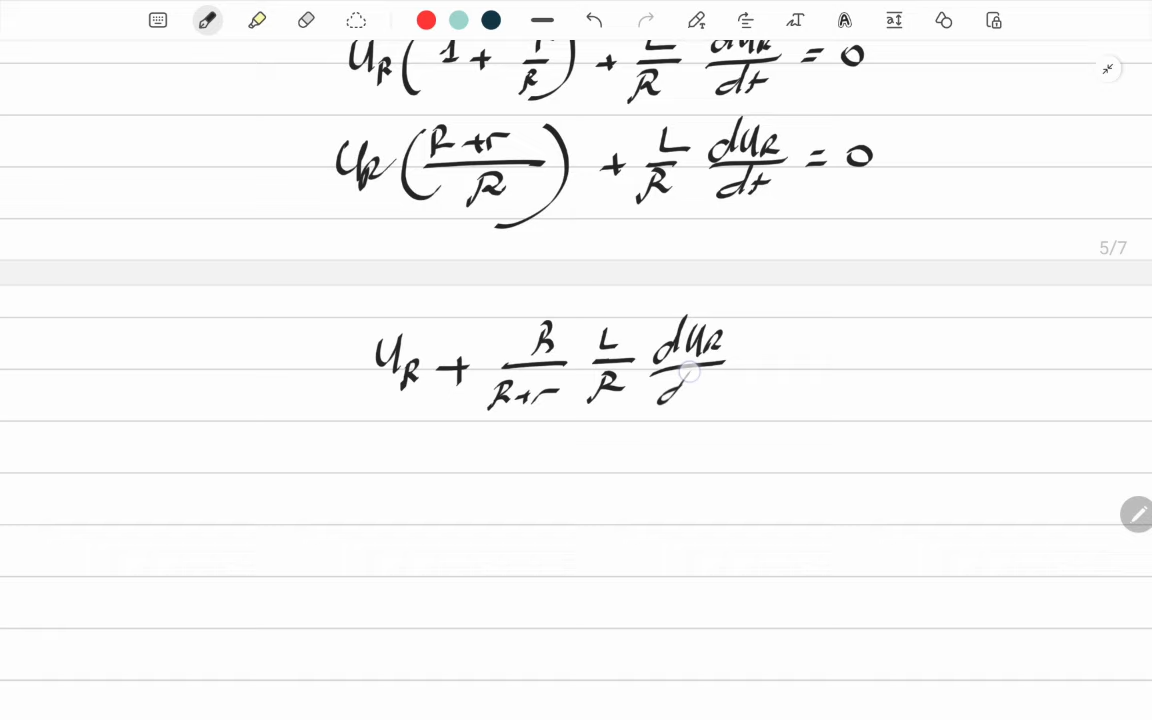 U_R(1 + r/R) + L/R du_R/dt = 0
U_R((R+r)/R) + L/R du_R/dt = 0
5/7
U_R + R/(R+r) L/R du_R/d